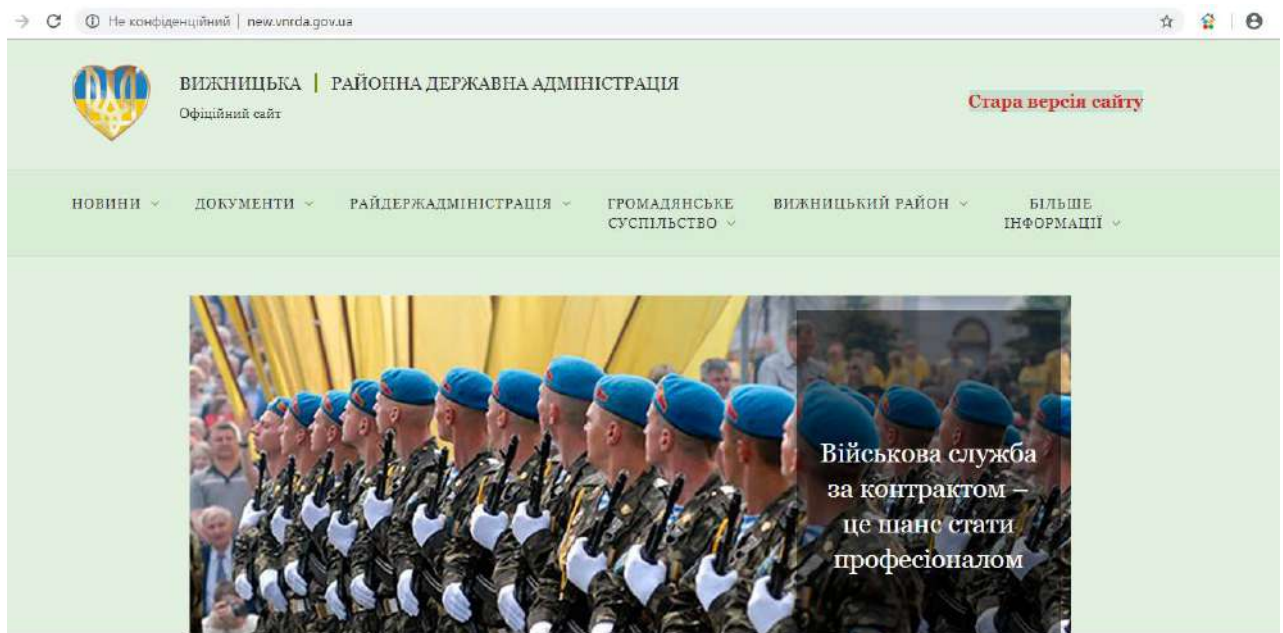 Не конфіденційний | new.vnrda.gov.ua
ВИЖНИЦЬКА | РАЙОННА ДЕРЖАВНА АДМІНІСТРАЦІЯ
Офіційний сайт
Стара версія сайту
НОВИНИ
ДОКУМЕНТИ
РАЙДЕРЖАДМІНІСТРАЦІЯ
ГРОМАДЯНСЬКЕ
СУСПІЛЬСТВО
ВИЖНИЦЬКИЙ РАЙОН
БІЛЬШЕ
ІНФОРМАЦІЇ
Військова служба
за контрактом –
це шанс стати
професіоналом